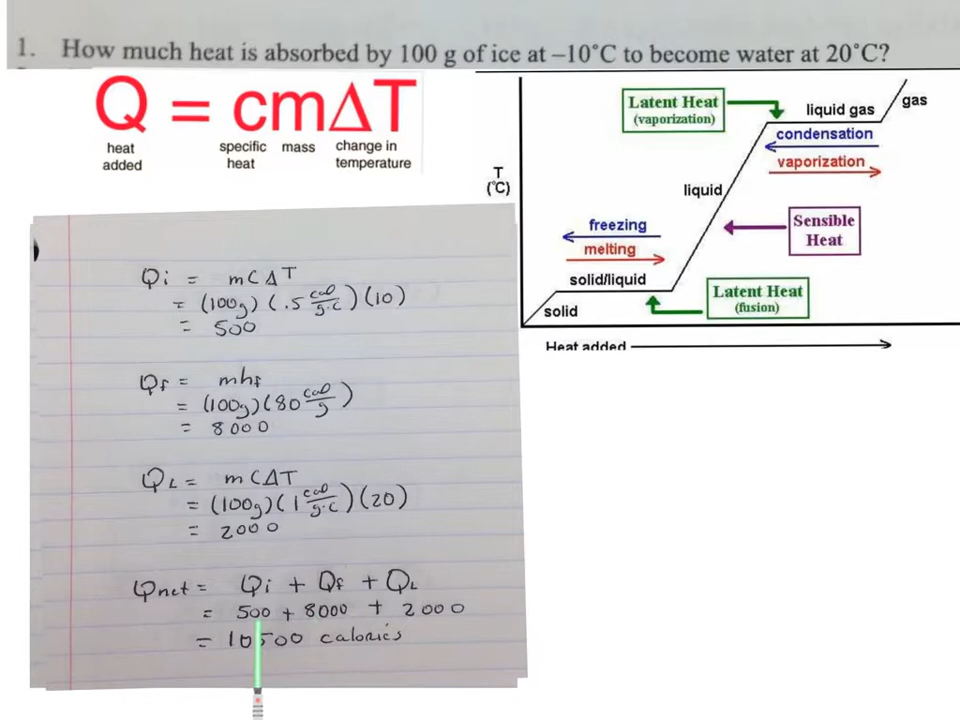 1. How much heat is absorbed by 100 g of ice at –10°C to become water at 20°C?
Q = cmΔT
heat added
specific heat
mass
change in temperature
T
(°C)
Latent Heat
(vaporization)
liquid gas
gas
condensation
vaporization
liquid
Sensible
Heat
freezing
melting
solid/liquid
solid
Latent Heat
(fusion)
Heat added
Qi = mCΔT
= (100g)(.5 cal/g·c)(10)
= 500
Qf = mhf
= (100g)(80 cal/g)
= 8000
QL = mCΔT
= (100g)(1 cal/g·c)(20)
= 2000
Qnet = Qi + Qf + QL
= 500 + 8000 + 2000
= 10500 calories